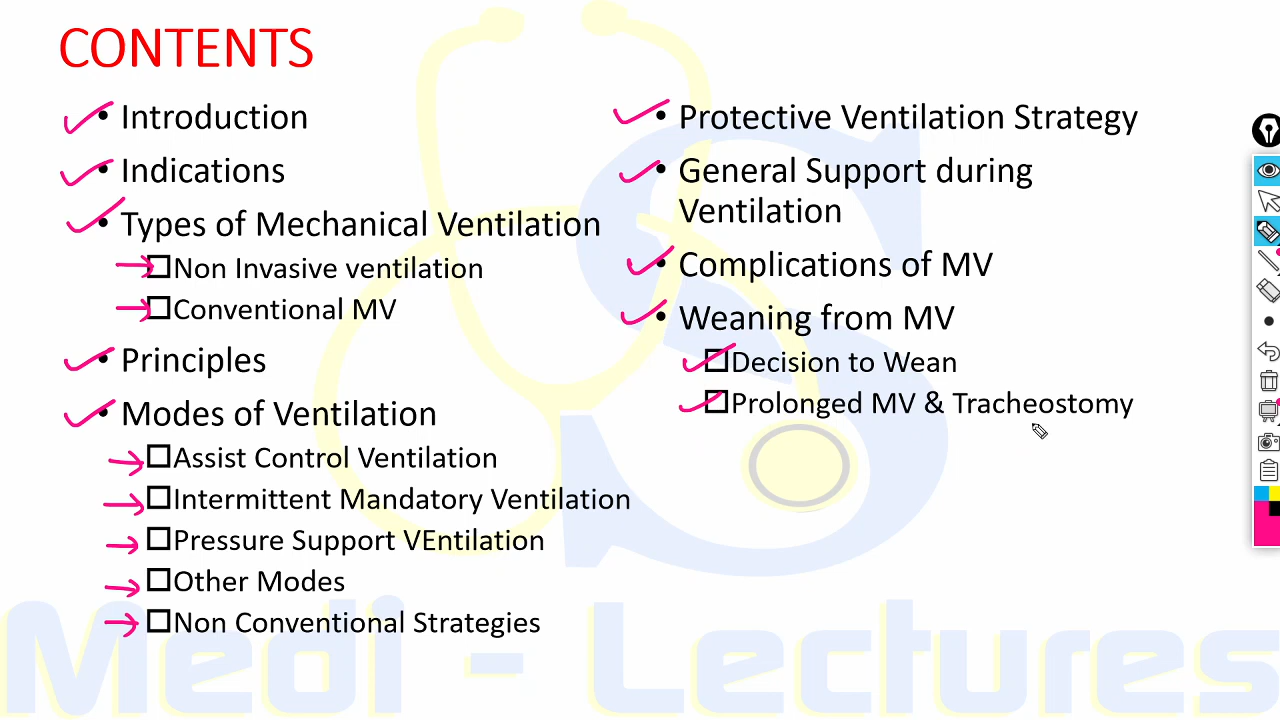 CONTENTS
• Introduction
• Indications
• Types of Mechanical Ventilation
☐Non Invasive ventilation
☐Conventional MV
• Principles
• Modes of Ventilation
☐Assist Control Ventilation
☐Intermittent Mandatory Ventilation
☐Pressure Support VEntilation
☐Other Modes
☐Non Conventional Strategies
• Protective Ventilation Strategy
• General Support during
Ventilation
• Complications of MV
• Weaning from MV
☐Decision to Wean
☐Prolonged MV & Tracheostomy
Medi - Lectures